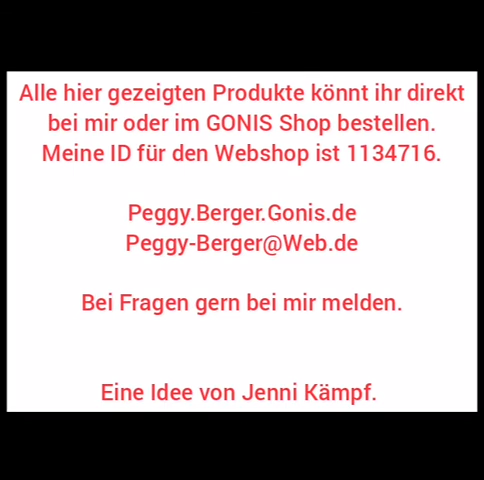 Alle hier gezeigten Produkte könnt ihr direkt
bei mir oder im GONIS Shop bestellen.
Meine ID für den Webshop ist 1134716.
Peggy.Berger.Gonis.de
Peggy-Berger@Web.de
Bei Fragen gern bei mir melden.
Eine Idee von Jenni Kämpf.